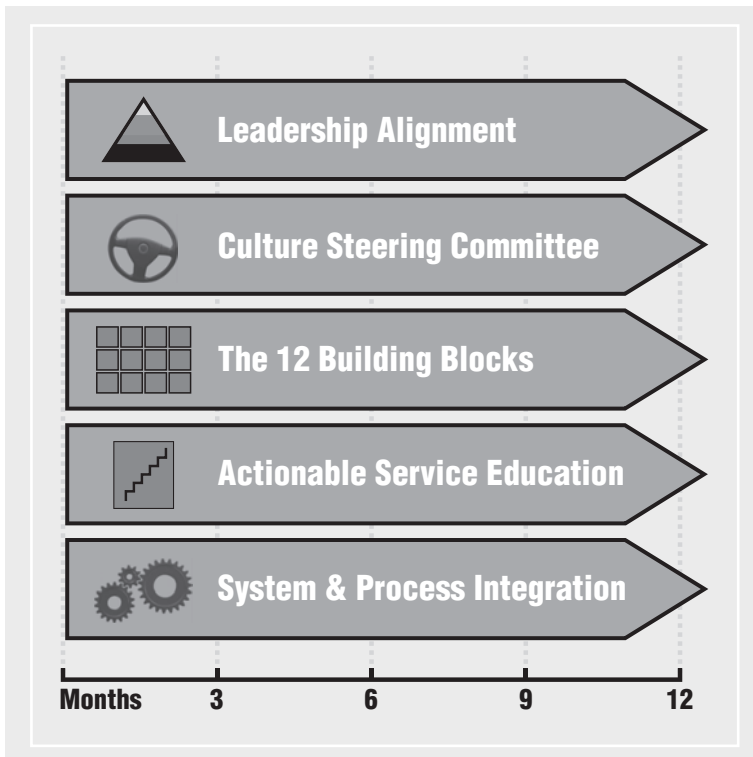 Leadership Alignment
Culture Steering Committee
The 12 Building Blocks
Actionable Service Education
System & Process Integration
Months 3 6 9 12